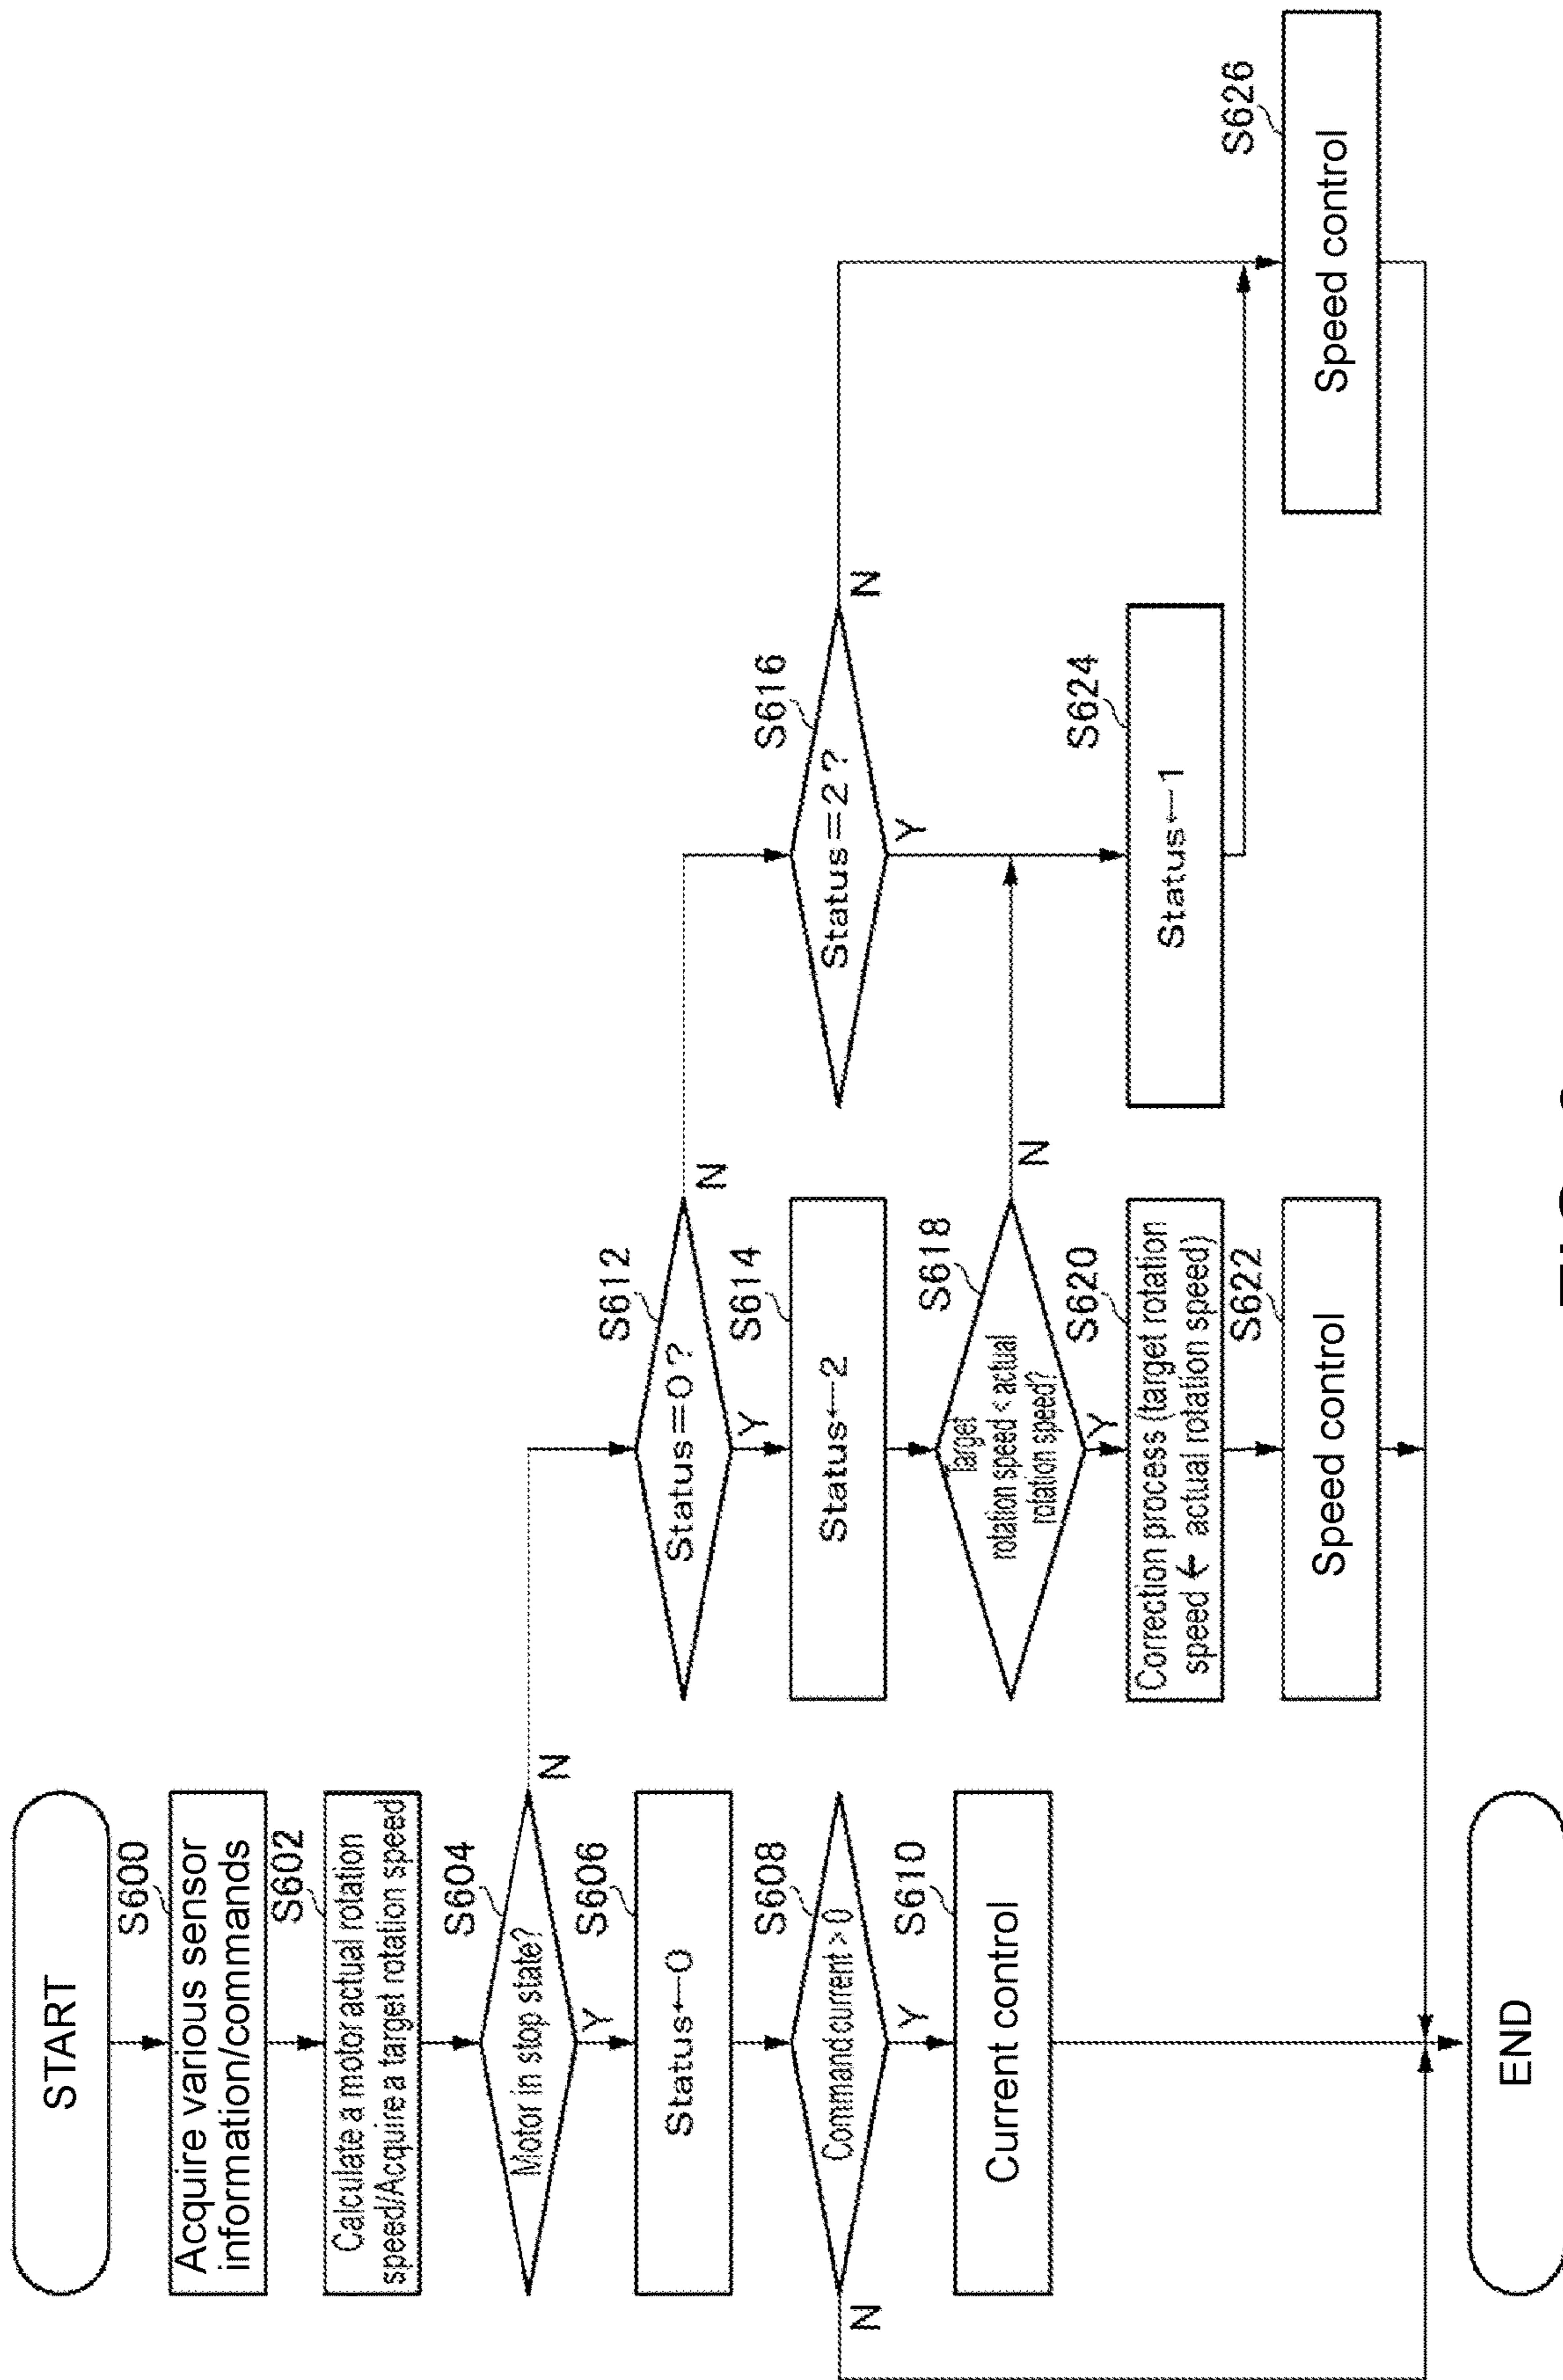 START
S600
Acquire various sensor
information/commands
S602
Calculate a motor actual rotation
speed/Acquire a target rotation speed
S604
Motor in stop state?
N
Y
S606
Status←0
S608
Command current > 0
N
Y
S610
Current control
S612
Status=0?
N
Y
S614
Status←2
S618
Target
rotation speed < actual
rotation speed?
N
Y
S620
Correction process (target rotation
speed ← actual rotation speed)
S622
Speed control
S616
Status=2?
N
Y
S624
Status←1
S626
Speed control
END